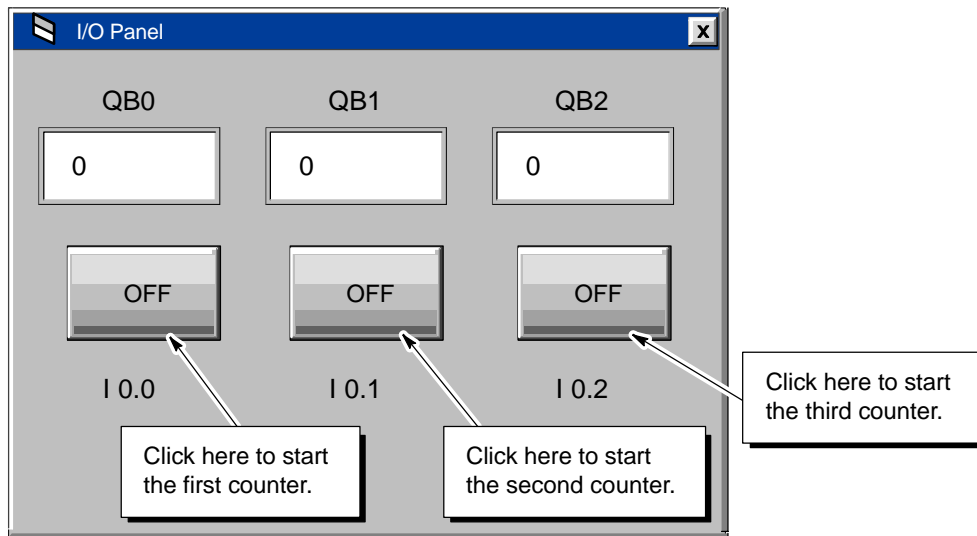 I/O Panel
X
QB0 QB1 QB2
0 0 0
OFF OFF OFF
I 0.0 I 0.1 I 0.2
Click here to start
the first counter.
Click here to start
the second counter.
Click here to start
the third counter.